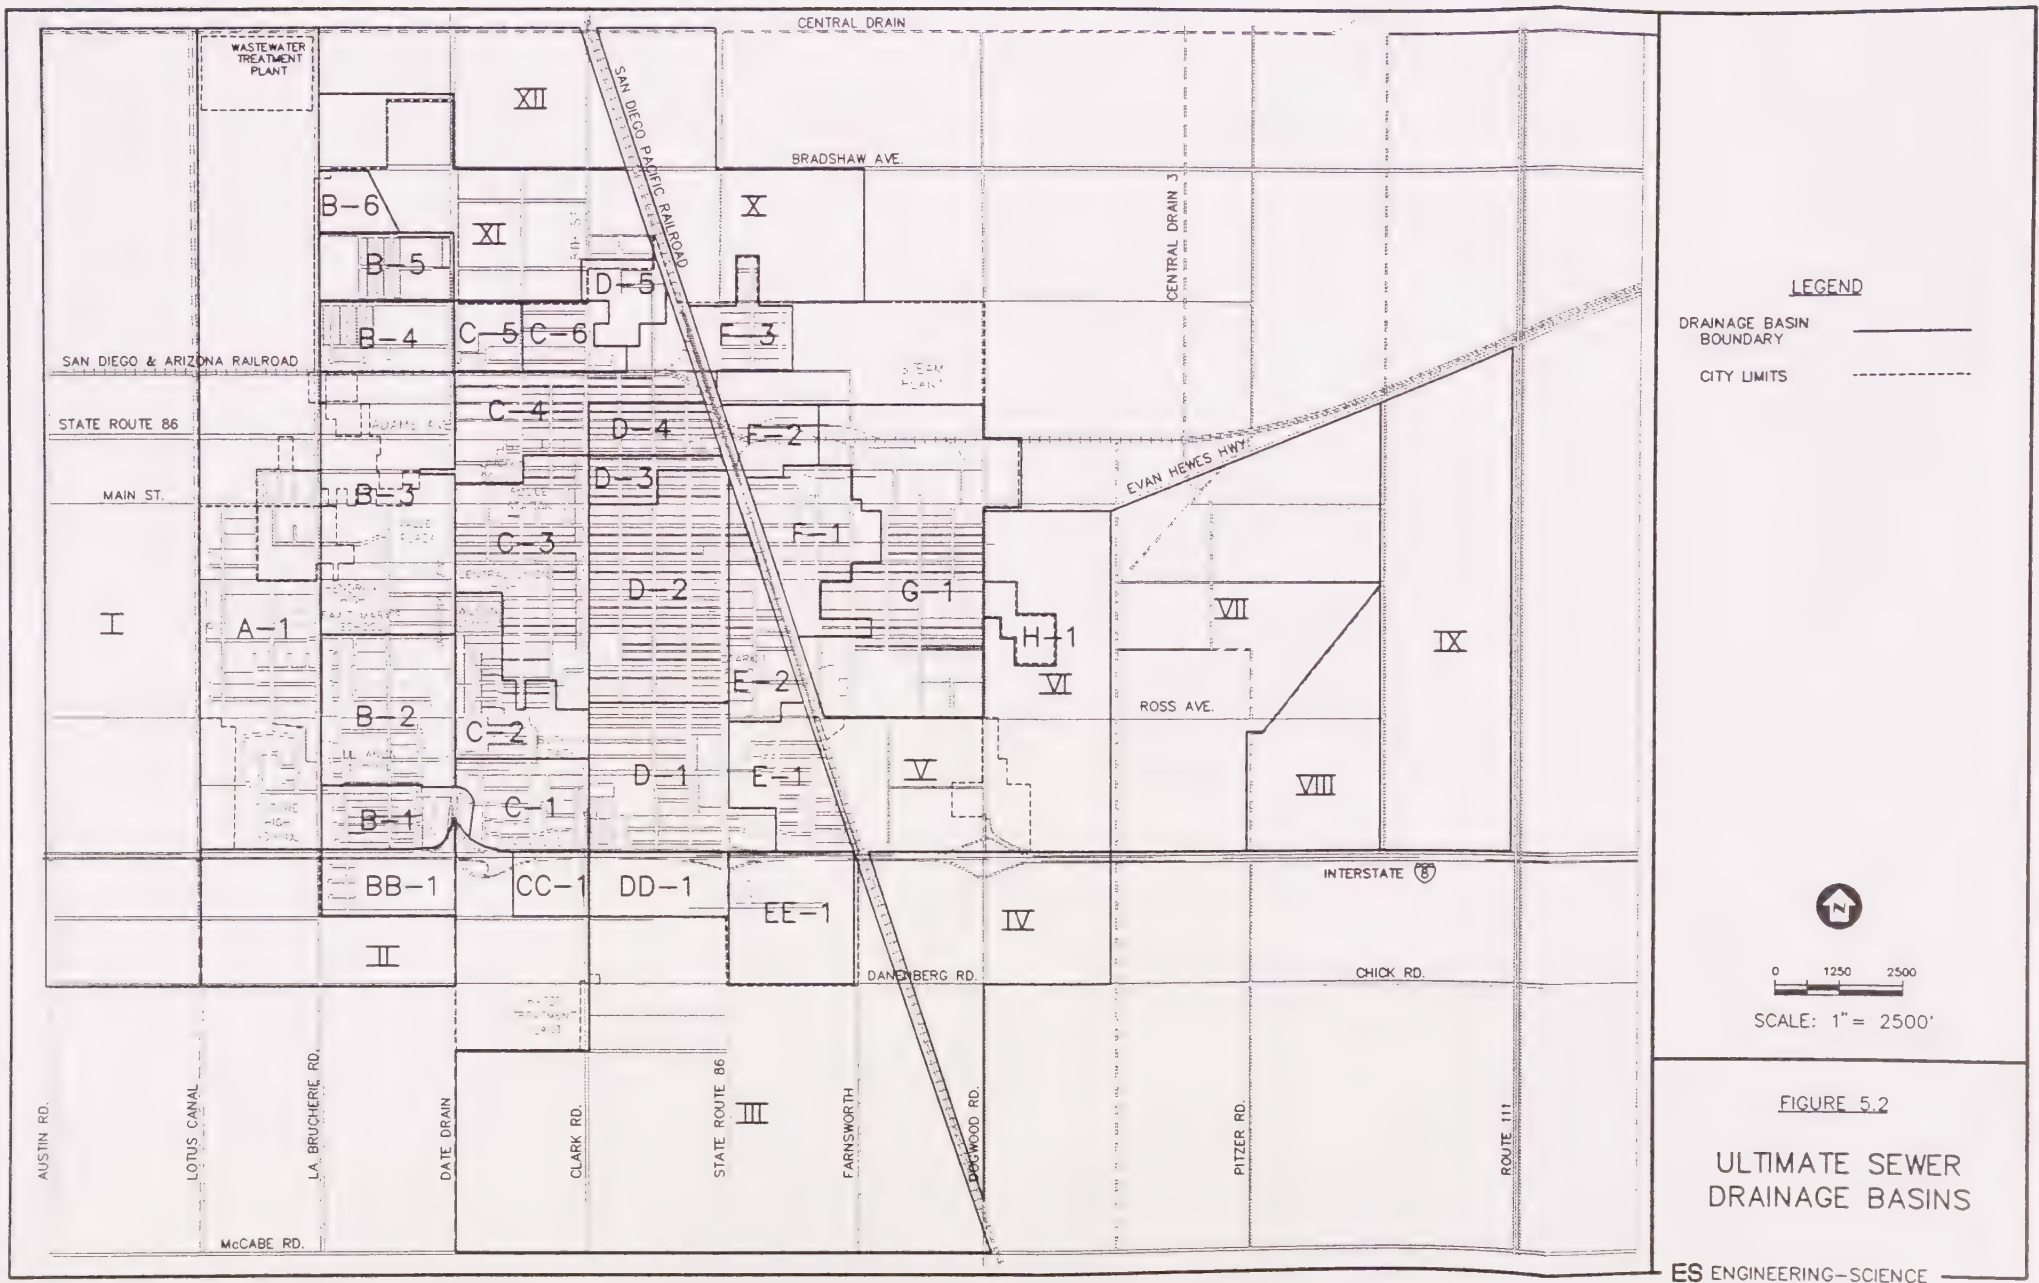 CENTRAL DRAIN
WASTEWATER
TREATMENT
PLANT
XII
SAN DIEGO PACIFIC RAILROAD
BRADSHAW AVE.
CENTRAL DRAIN 3
B-6
XI
X
B-5
D-5
B-4
C-5
C-6
E-3
SAN DIEGO & ARIZONA RAILROAD
STEAM
PLANT
C-4
STATE ROUTE 86
ADAMS AVE
D-4
F-2
EVAN HEWES HWY.
MAIN ST.
B-3
D-3
C-3
F-1
I
A-1
D-2
G-1
H-1
VII
IX
E-2
VI
B-2
C-2
ROSS AVE.
D-1
E-1
V
VIII
B-1
C-1
HIGH
INTERSTATE 8
BB-1
CC-1
DD-1
EE-1
IV
II
DANENBERG RD.
CHICK RD.
WATER
TREATMENT
PLANT
III
AUSTIN RD.
LOTUS CANAL
LA BRUCHERIE RD.
DATE DRAIN
CLARK RD.
STATE ROUTE 86
FARNSWORTH
DOGWOOD RD.
PITZER RD.
ROUTE 111
McCABE RD.
LEGEND
DRAINAGE BASIN
BOUNDARY
CITY LIMITS
N
0 1250 2500
SCALE: 1" = 2500'
FIGURE 5.2
ULTIMATE SEWER
DRAINAGE BASINS
ES ENGINEERING-SCIENCE